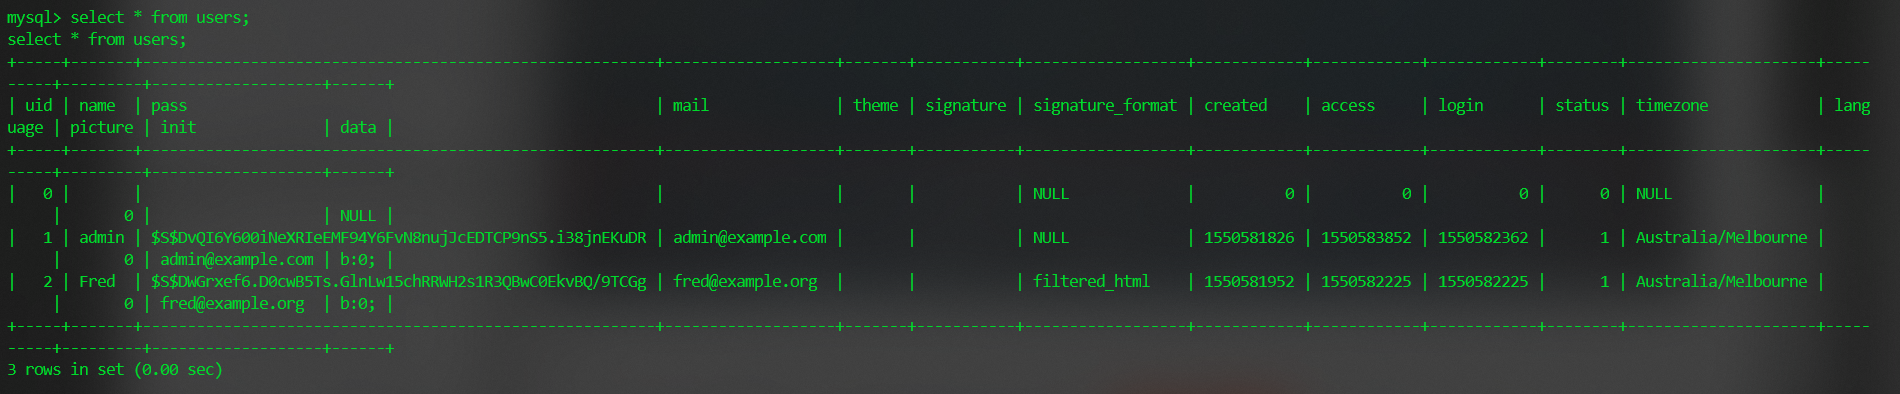 mysql> select * from users;
select * from users;
+-----+-------+---------------------------------------------------------+-------------------+-------+-----------+------------------+------------+------------+------------+--------+---------------------+-----
-----+---------+-------------------+------+
| uid | name  | pass                                                    | mail              | theme | signature | signature_format | created    | access     | login      | status | timezone            | lang
uage | picture | init              | data |
+-----+-------+---------------------------------------------------------+-------------------+-------+-----------+------------------+------------+------------+------------+--------+---------------------+-----
-----+---------+-------------------+------+
|   0 |       |                                                         |                   |       |           | NULL             |          0 |          0 |          0 |      0 | NULL                |
     |       0 |                   | NULL |
|   1 | admin | $S$DvQI6Y600iNeXRIeEMF94Y6FvN8nujJcEDTCP9nS5.i38jnEKuDR | admin@example.com |       |           | NULL             | 1550581826 | 1550583852 | 1550582362 |      1 | Australia/Melbourne |
     |       0 | admin@example.com | b:0; |
|   2 | Fred  | $S$DWGrxef6.D0cwB5Ts.GlnLw15chRRWH2s1R3QBwC0EkvBQ/9TCGg | fred@example.org  |       |           | filtered_html    | 1550581952 | 1550582225 | 1550582225 |      1 | Australia/Melbourne |
     |       0 | fred@example.org  | b:0; |
+-----+-------+---------------------------------------------------------+-------------------+-------+-----------+------------------+------------+------------+------------+--------+---------------------+-----
-----+---------+-------------------+------+
3 rows in set (0.00 sec)